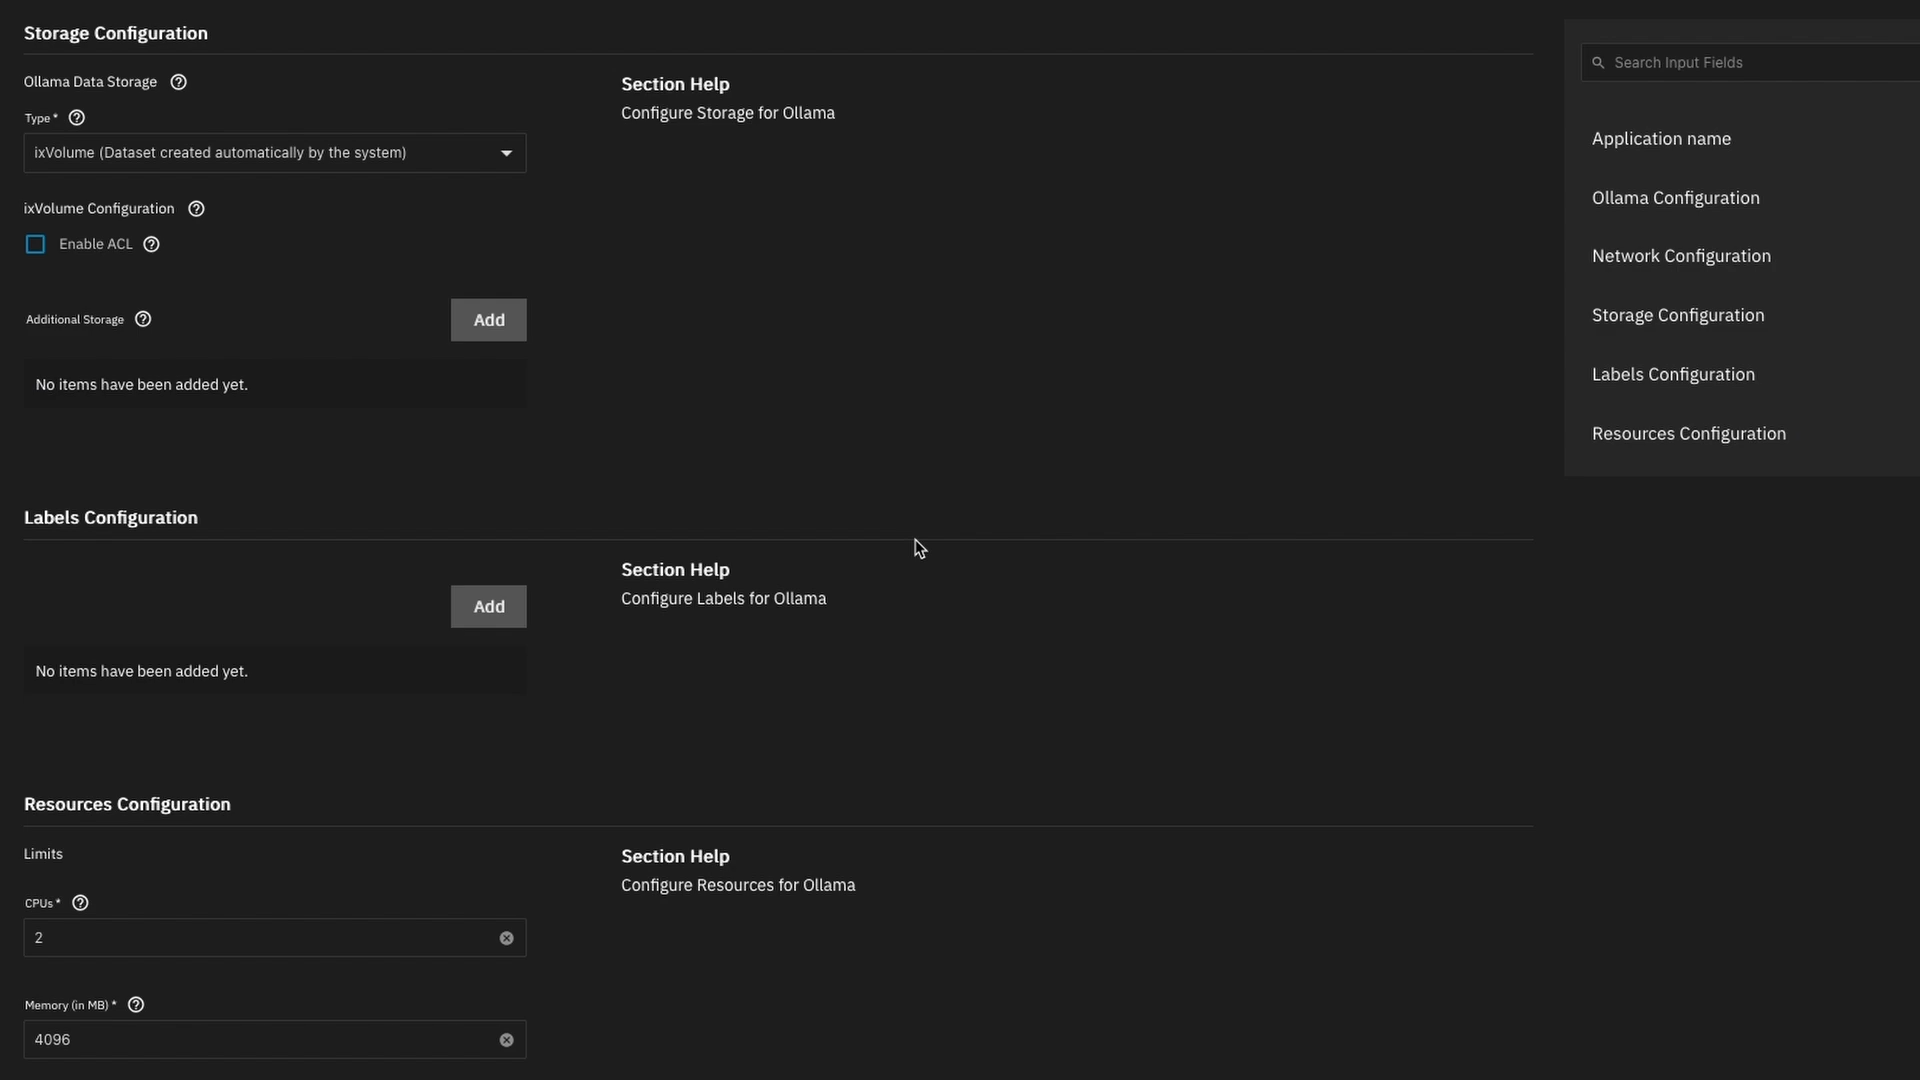 Storage Configuration
Ollama Data Storage
Type *
ixVolume (Dataset created automatically by the system)
ixVolume Configuration
Enable ACL
Additional Storage
Add
No items have been added yet.
Section Help
Configure Storage for Ollama
Labels Configuration
Add
No items have been added yet.
Section Help
Configure Labels for Ollama
Resources Configuration
Limits
CPUs *
2
Memory (in MB) *
4096
Section Help
Configure Resources for Ollama
Search Input Fields
Application name
Ollama Configuration
Network Configuration
Storage Configuration
Labels Configuration
Resources Configuration